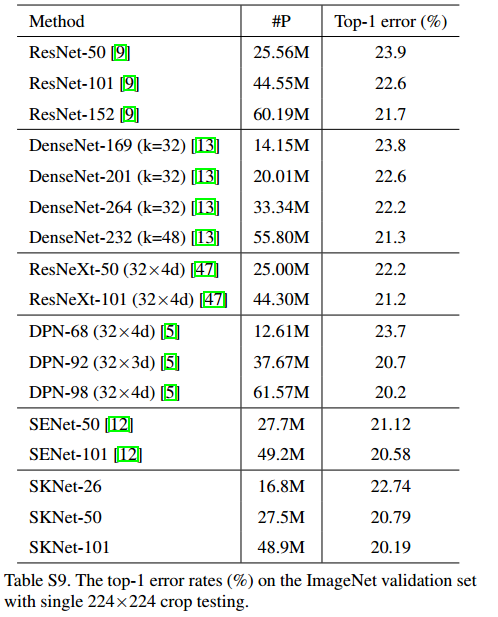 Method #P Top-1 error (%)
ResNet-50 [9] 25.56M 23.9
ResNet-101 [9] 44.55M 22.6
ResNet-152 [9] 60.19M 21.7
DenseNet-169 (k=32) [13] 14.15M 23.8
DenseNet-201 (k=32) [13] 20.01M 22.6
DenseNet-264 (k=32) [13] 33.34M 22.2
DenseNet-232 (k=48) [13] 55.80M 21.3
ResNeXt-50 (32×4d) [47] 25.00M 22.2
ResNeXt-101 (32×4d) [47] 44.30M 21.2
DPN-68 (32×4d) [5] 12.61M 23.7
DPN-92 (32×3d) [5] 37.67M 20.7
DPN-98 (32×4d) [5] 61.57M 20.2
SENet-50 [12] 27.7M 21.12
SENet-101 [12] 49.2M 20.58
SKNet-26 16.8M 22.74
SKNet-50 27.5M 20.79
SKNet-101 48.9M 20.19
Table S9. The top-1 error rates (%) on the ImageNet validation set
with single 224×224 crop testing.